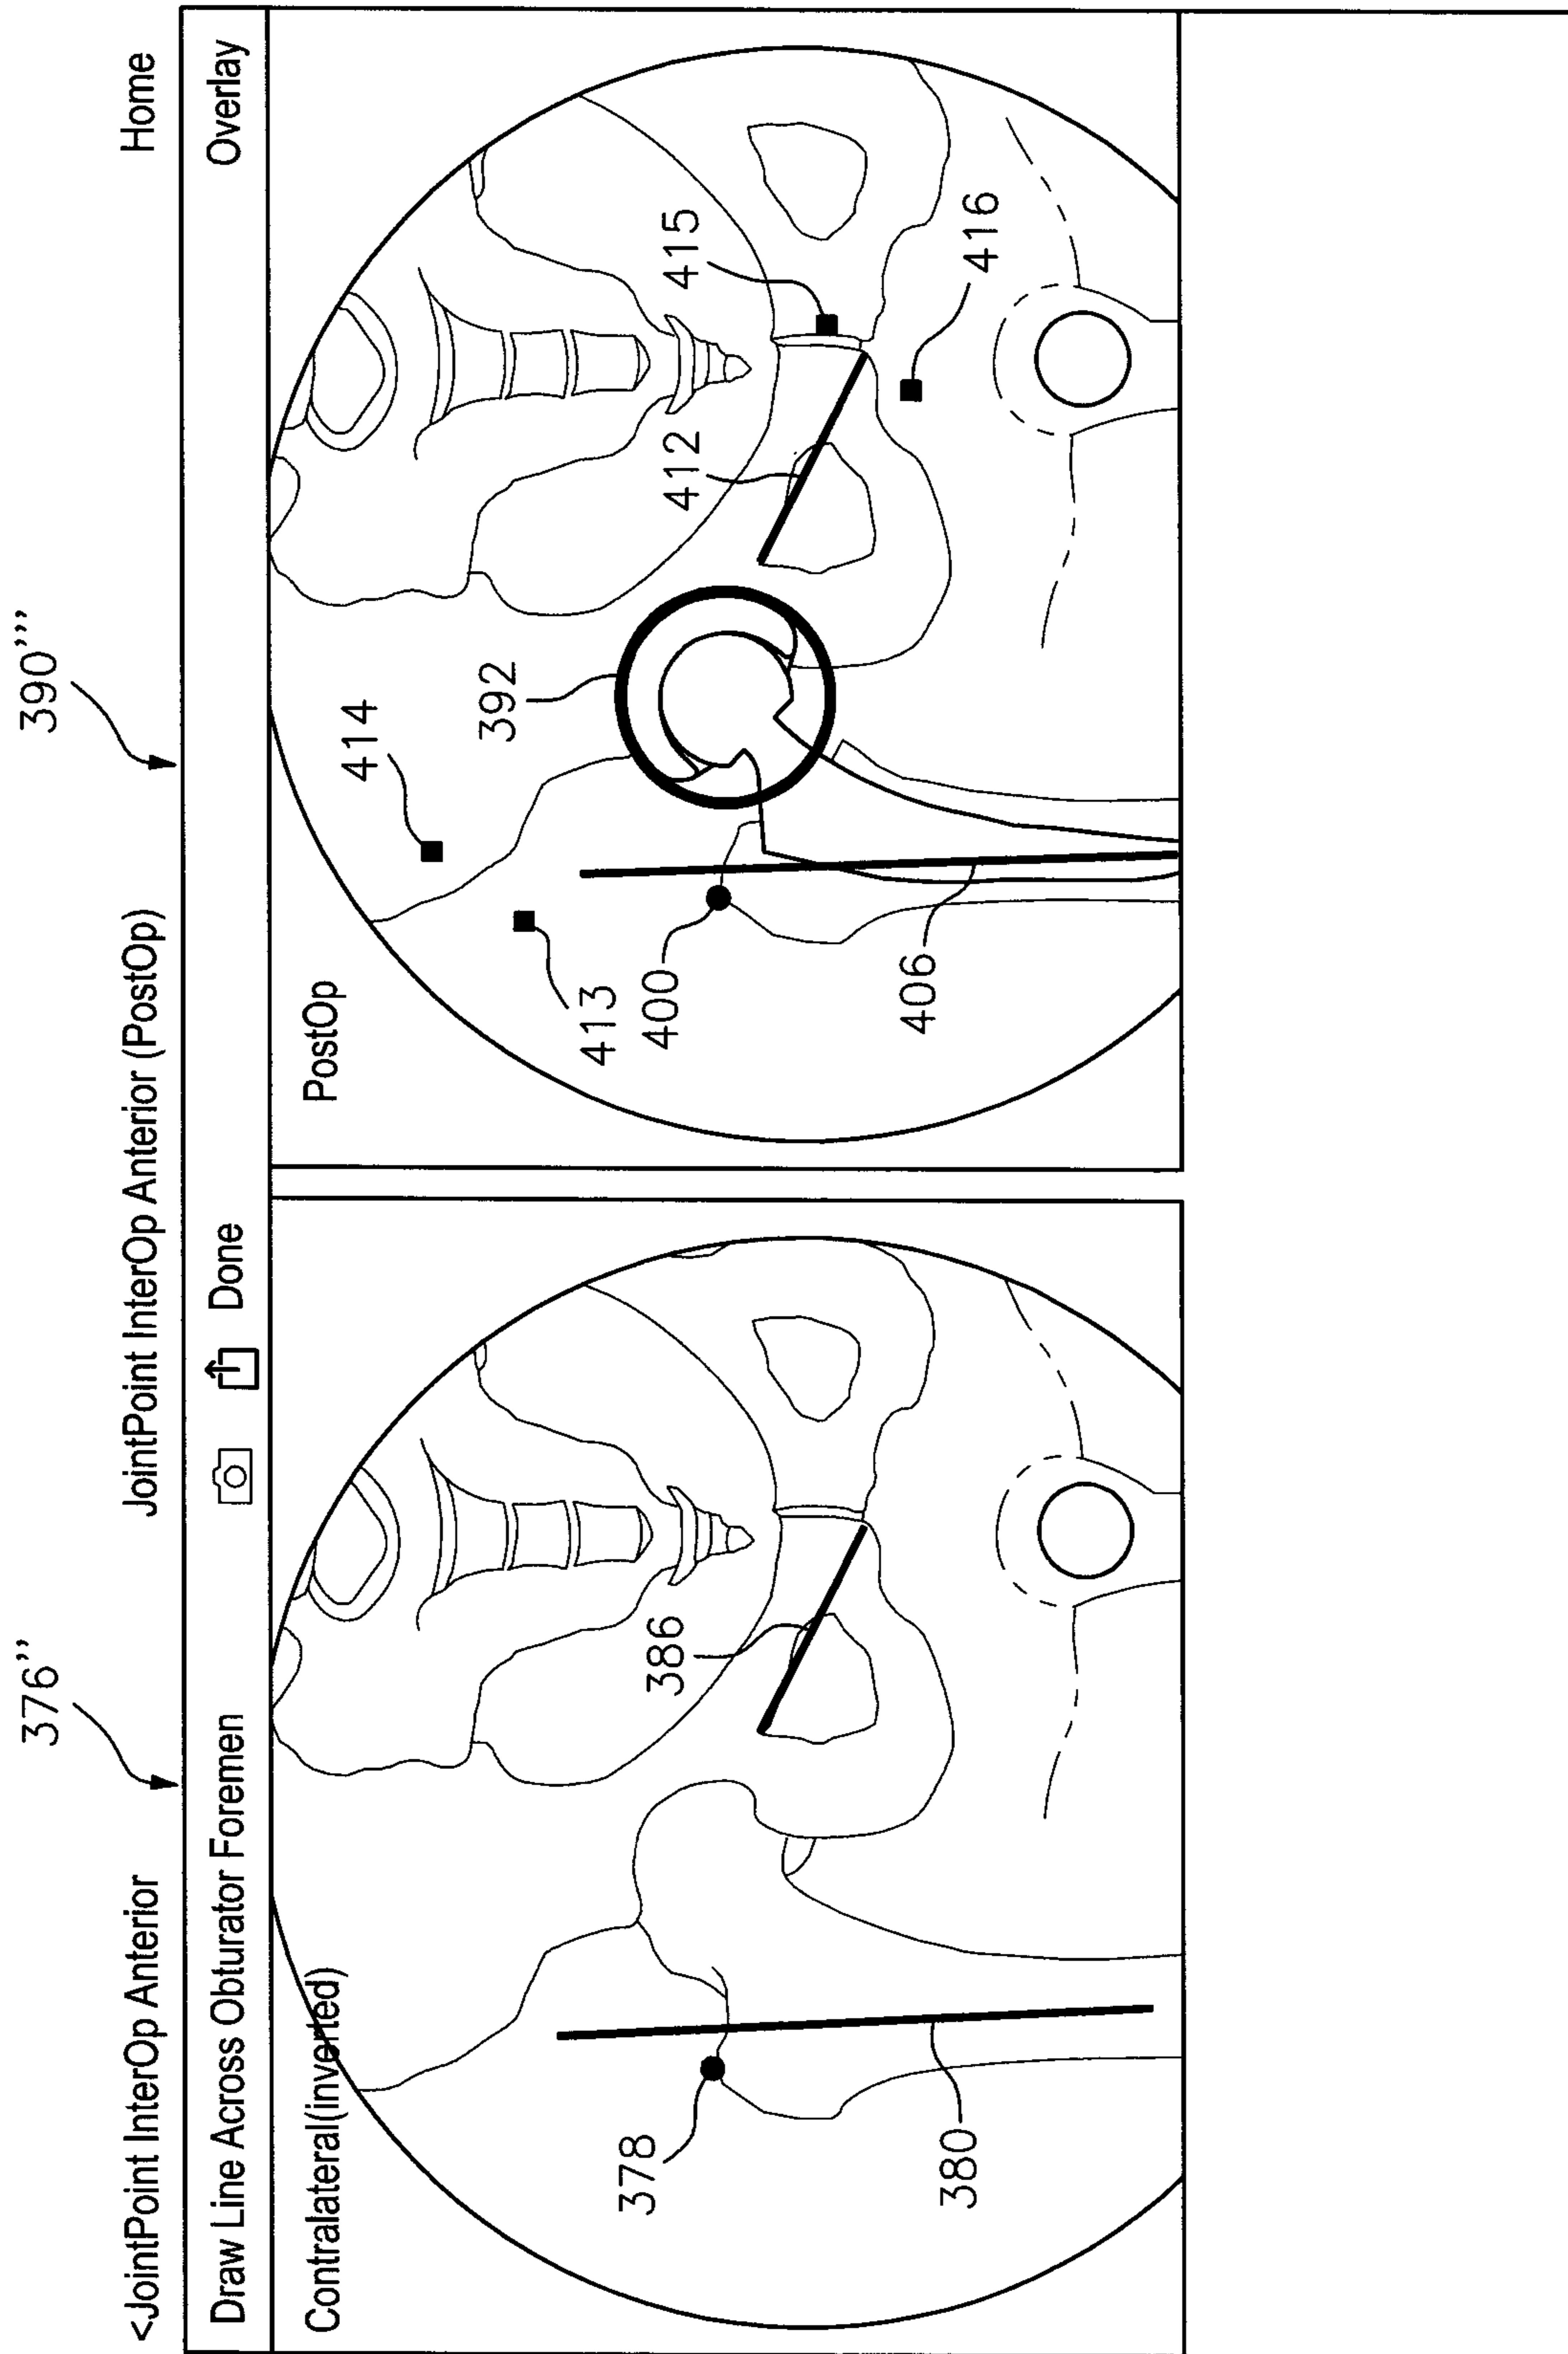 376’’
390’’’’
<JointPoint InterOp Anterior
JointPoint InterOp Anterior (PostOp)
Home
Draw Line Across Obturator Foremen
Done
Overlay
Contralateral(inverted)
386
378
380
PostOp
414
392
412
415
416
413
400
406